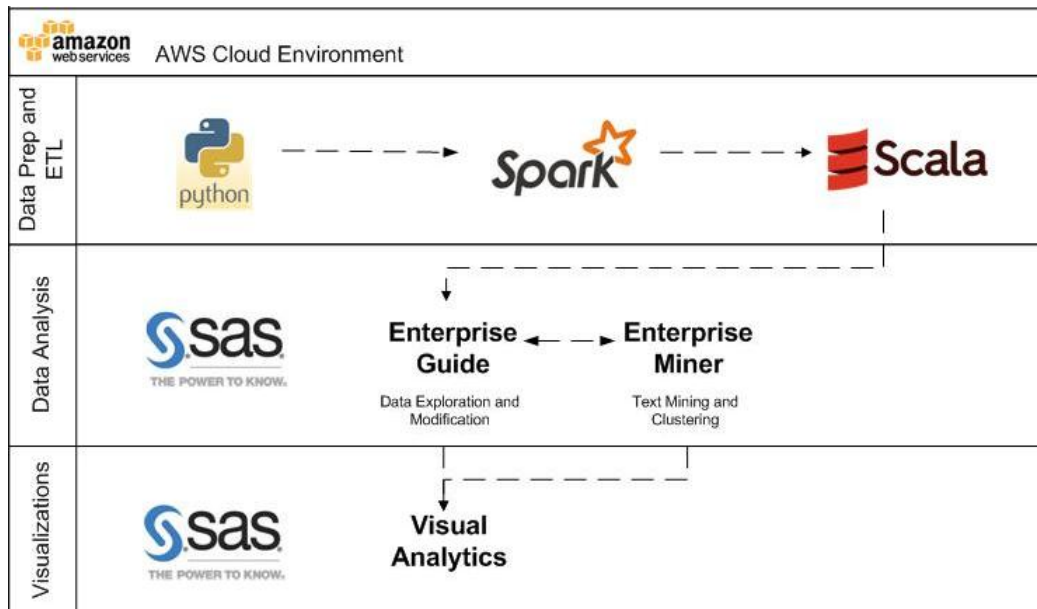 amazon
webservices
AWS Cloud Environment
Data Prep and
ETL
python
Spark
Scala
Data Analysis
sas
THE POWER TO KNOW.
Enterprise
Guide
Data Exploration and
Modification
Enterprise
Miner
Text Mining and
Clustering
Visualizations
sas
THE POWER TO KNOW.
Visual
Analytics